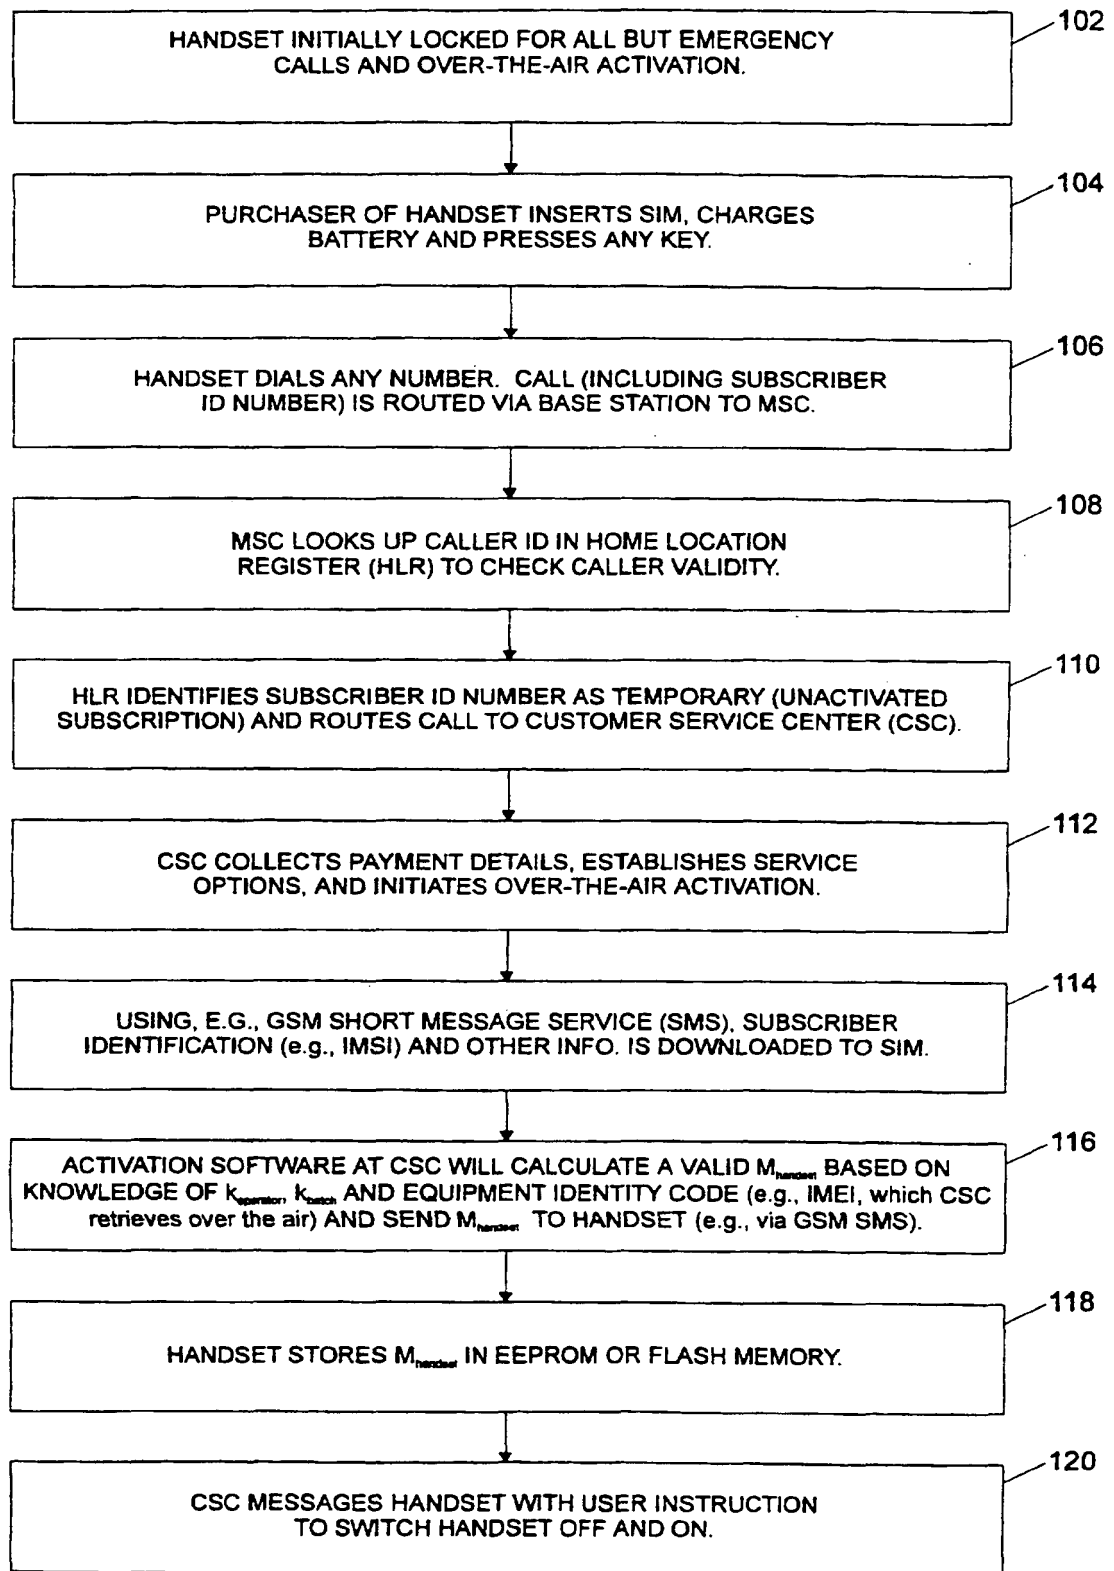 102
HANDSET INITIALLY LOCKED FOR ALL BUT EMERGENCY
CALLS AND OVER-THE-AIR ACTIVATION.
104
PURCHASER OF HANDSET INSERTS SIM, CHARGES
BATTERY AND PRESSES ANY KEY.
106
HANDSET DIALS ANY NUMBER. CALL (INCLUDING SUBSCRIBER
ID NUMBER) IS ROUTED VIA BASE STATION TO MSC.
108
MSC LOOKS UP CALLER ID IN HOME LOCATION
REGISTER (HLR) TO CHECK CALLER VALIDITY.
110
HLR IDENTIFIES SUBSCRIBER ID NUMBER AS TEMPORARY (UNACTIVATED
SUBSCRIPTION) AND ROUTES CALL TO CUSTOMER SERVICE CENTER (CSC).
112
CSC COLLECTS PAYMENT DETAILS, ESTABLISHES SERVICE
OPTIONS, AND INITIATES OVER-THE-AIR ACTIVATION.
114
USING, E.G., GSM SHORT MESSAGE SERVICE (SMS), SUBSCRIBER
IDENTIFICATION (e.g., IMSI) AND OTHER INFO. IS DOWNLOADED TO SIM.
116
ACTIVATION SOFTWARE AT CSC WILL CALCULATE A VALID Mhandset BASED ON
KNOWLEDGE OF koperator, kbatch AND EQUIPMENT IDENTITY CODE (e.g., IMEI, which CSC
retrieves over the air) AND SEND Mhandset TO HANDSET (e.g., via GSM SMS).
118
HANDSET STORES Mhandset IN EEPROM OR FLASH MEMORY.
120
CSC MESSAGES HANDSET WITH USER INSTRUCTION
TO SWITCH HANDSET OFF AND ON.